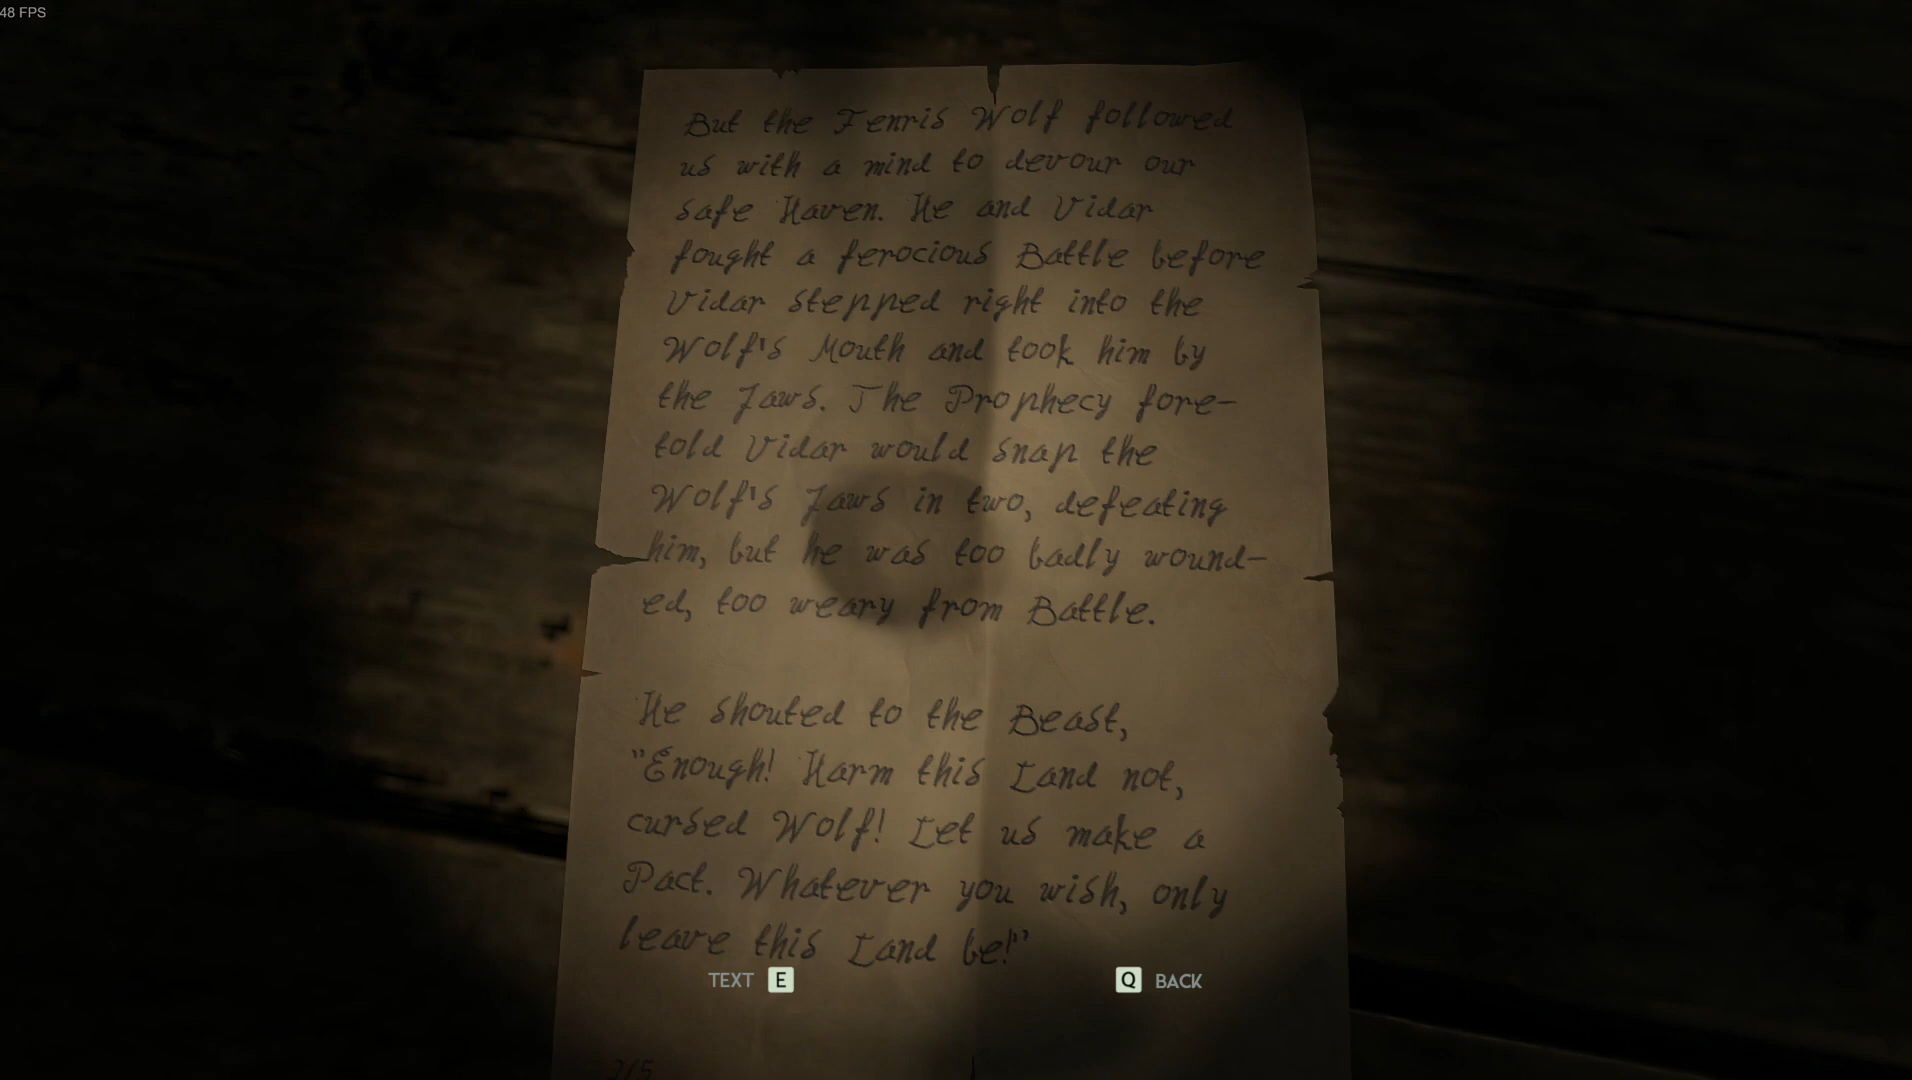 48 FPS
But the Fenris Wolf followed
us with a mind to devour our
safe Haven. He and Vidar
fought a ferocious Battle before
Vidar stepped right into the
Wolf's Mouth and took him by
the Jaws. The Prophecy fore-
told Vidar would snap the
Wolf's Jaws in two, defeating
him, but he was too badly wound-
ed, too weary from Battle.
He shouted to the Beast,
"Enough! Harm this Land not,
cursed Wolf! Let us make a
Pact. Whatever you wish, only
leave this Land be!"
TEXT E
Q BACK
2/5